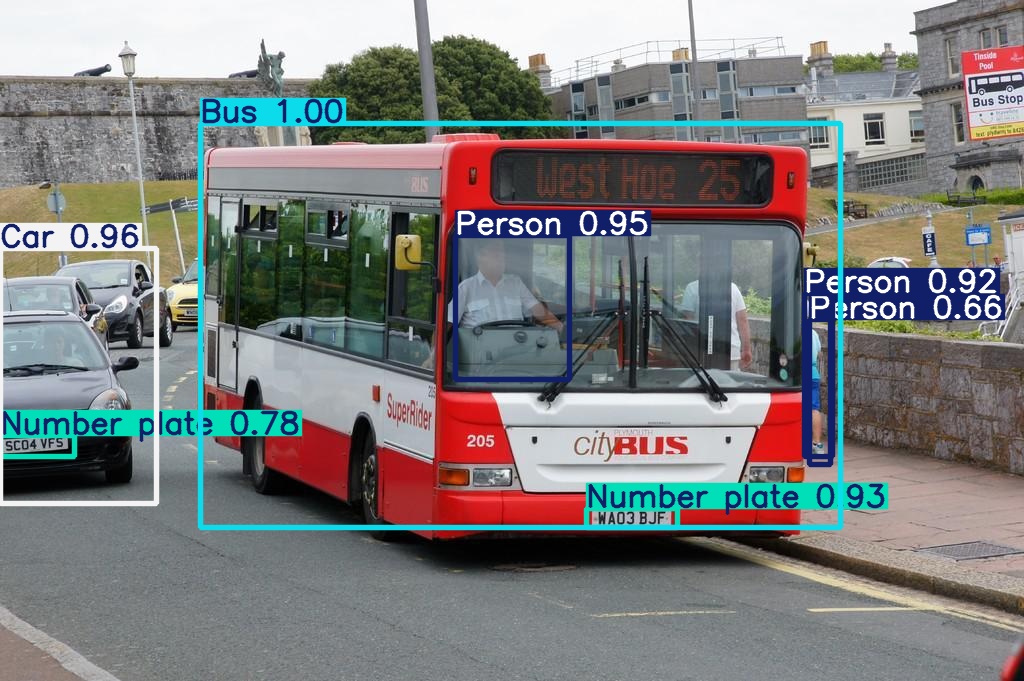 Bus 1.00
Tinside
Pool
Bus Stop
BUS
West Hoe 25
Person 0.95
Car 0.96
CAFE
Person 0.92
Person 0.66
205
SuperRider
Number plate 0.78
SC04 VFS
205
PLYMOUTH
cityBUS
Number plate 0.93
WA03 BJF